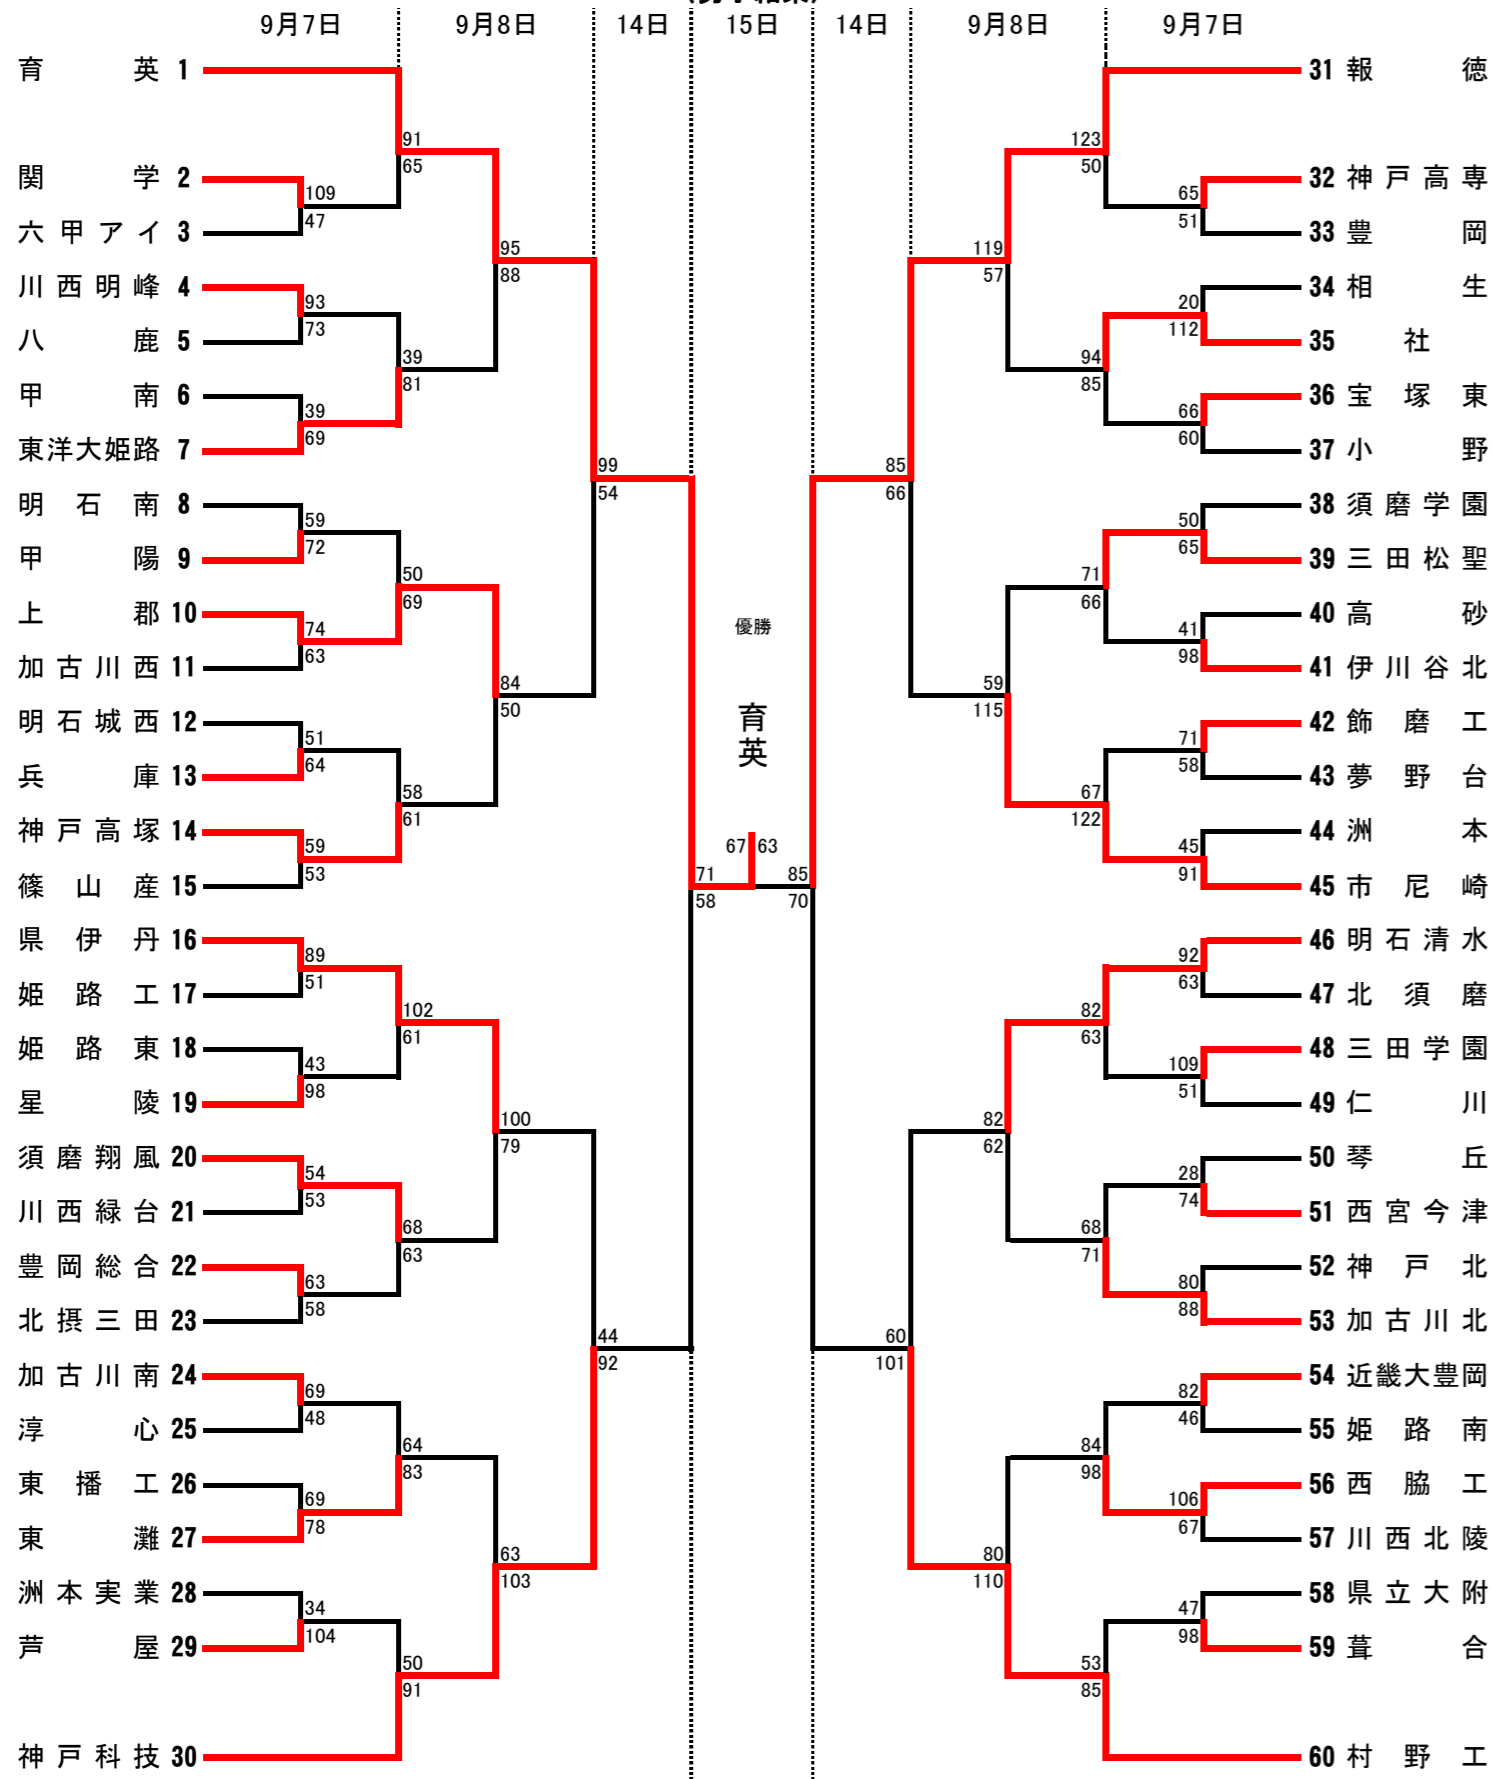 9月7日 9月8日 14日 15日 14日 9月8日 9月7日
育英 1
91
65
関学 2
109
47
六甲アイ 3
95
88
川西明峰 4
93
73
八鹿 5
39
81
甲南 6
39
69
東洋大姫路 7
99
54
明石南 8
59
72
甲陽 9
50
69
上郡 10
74
63
加古川西 11
84
50
明石城西 12
51
64
兵庫 13
58
61
神戸高塚 14
59
53
篠山産 15
71
58
県伊丹 16
89
51
姫路工 17
102
61
姫路東 18
43
98
星陵 19
100
79
須磨翔風 20
54
53
川西緑台 21
68
63
豊岡総合 22
63
58
北摂三田 23
44
92
加古川南 24
69
48
淳心 25
64
83
東播工 26
69
78
東灘 27
63
103
洲本実業 28
34
104
芦屋 29
50
91
神戸科技 30
優勝
育英
67 63
31 報徳
123
50
32 神戸高専
65
51
33 豊岡
119
57
34 相生
20
112
35 社
94
85
36 宝塚東
66
60
37 小野
85
66
38 須磨学園
50
65
39 三田松聖
71
66
40 高砂
41
98
41 伊川谷北
59
115
42 飾磨工
71
58
43 夢野台
67
122
44 洲本
45
91
45 市尼崎
85
70
46 明石清水
92
63
47 北須磨
82
63
48 三田学園
109
51
49 仁川
82
62
50 琴丘
28
74
51 西宮今津
68
71
52 神戸北
80
88
53 加古川北
60
101
54 近畿大豊岡
82
46
55 姫路南
84
98
56 西脇工
106
67
57 川西北陵
80
110
58 県立大附
47
98
59 葺合
53
85
60 村野工